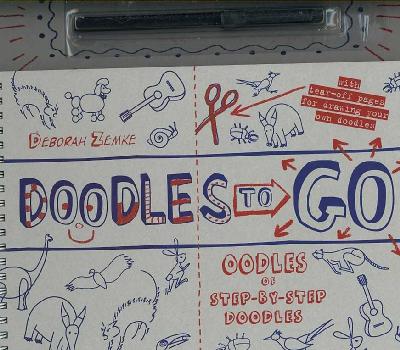 with
tear-off pages
for drawing your
own doodles
DEBORAH ZEMKE
DOODLES TO GO
OODLES
OF
STEP-BY-STEP
DOODLES